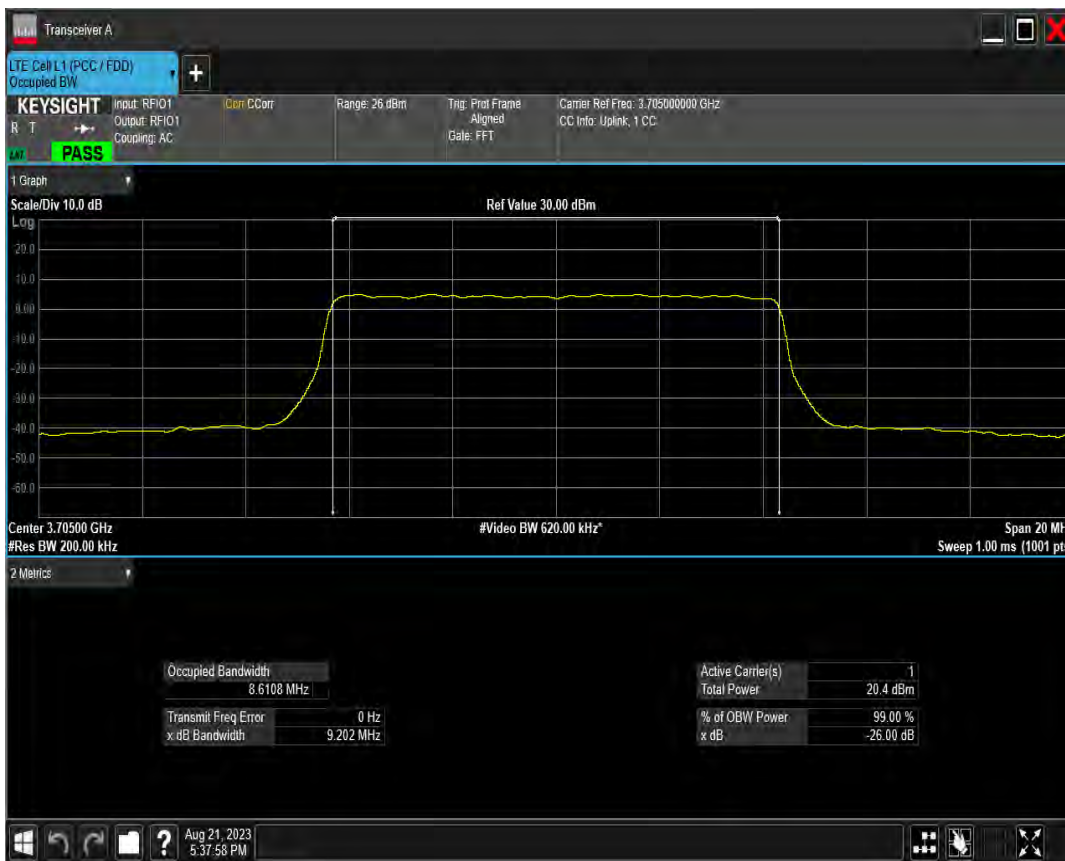 Transceiver A
LTE Cell L1 (PCC / FDD)
Occupied BW
+
KEYSIGHT
R T
PASS
Input: RFIO1
Output: RFIO1
Coupling: AC
Corr CCorr
Range: 26 dBm
Trig: Prot Frame
Aligned
Gate: FFT
Carrier Ref Freq: 3.705000000 GHz
CC Info: Uplink, 1 CC
1 Graph
Scale/Div 10.0 dB
Ref Value 30.00 dBm
Log
20.0
10.0
0.00
-10.0
-20.0
-30.0
-40.0
-50.0
-60.0
Center 3.70500 GHz
#Video BW 620.00 kHz*
Span 20 MH
#Res BW 200.00 kHz
Sweep 1.00 ms (1001 pt
2 Metrics
Occupied Bandwidth
8.6108 MHz
Transmit Freq Error 0 Hz
x dB Bandwidth 9.202 MHz
Active Carrier(s) 1
Total Power 20.4 dBm
% of OBW Power 99.00 %
x dB -26.00 dB
?
Aug 21, 2023
5:37:58 PM